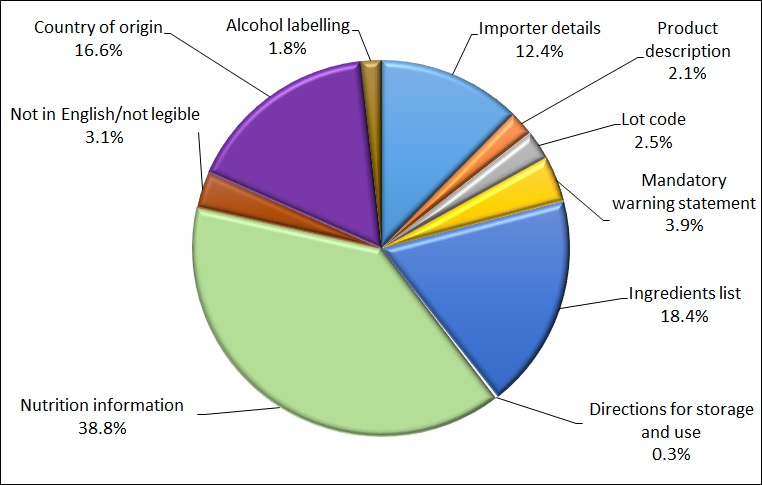 Alcohol labelling
1.8%
Importer details
12.4%
Product
description
2.1%
Lot code
2.5%
Mandatory
warning statement
3.9%
Ingredients list
18.4%
Directions for storage
and use
0.3%
Nutrition information
38.8%
Not in English/not legible
3.1%
Country of origin
16.6%